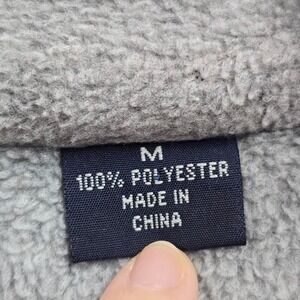 M
100% POLYESTER
MADE IN
CHINA